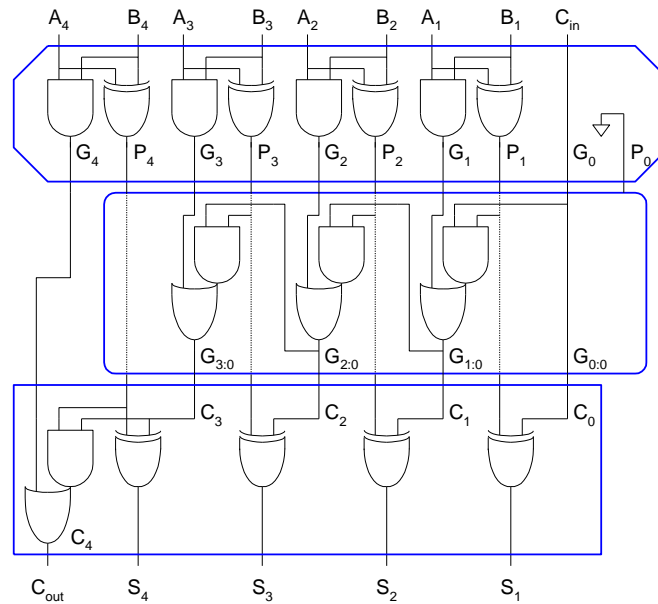 A4 B4 A3 B3 A2 B2 A1 B1 Cin
G4 P4 G3 P3 G2 P2 G1 P1 G0 P0
G3:0 G2:0 G1:0 G0:0
C3 C2 C1 C0
C4
Cout S4 S3 S2 S1